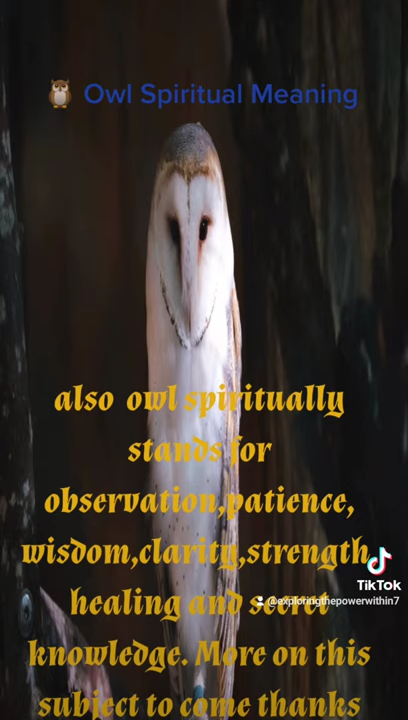 🦉 Owl Spiritual Meaning
also owl spiritually
stands for
observation,patience,
wisdom,clarity,strength,
healing and secret
knowledge. More on this
subject to come thanks
TikTok
@exploringthepowerwithin7